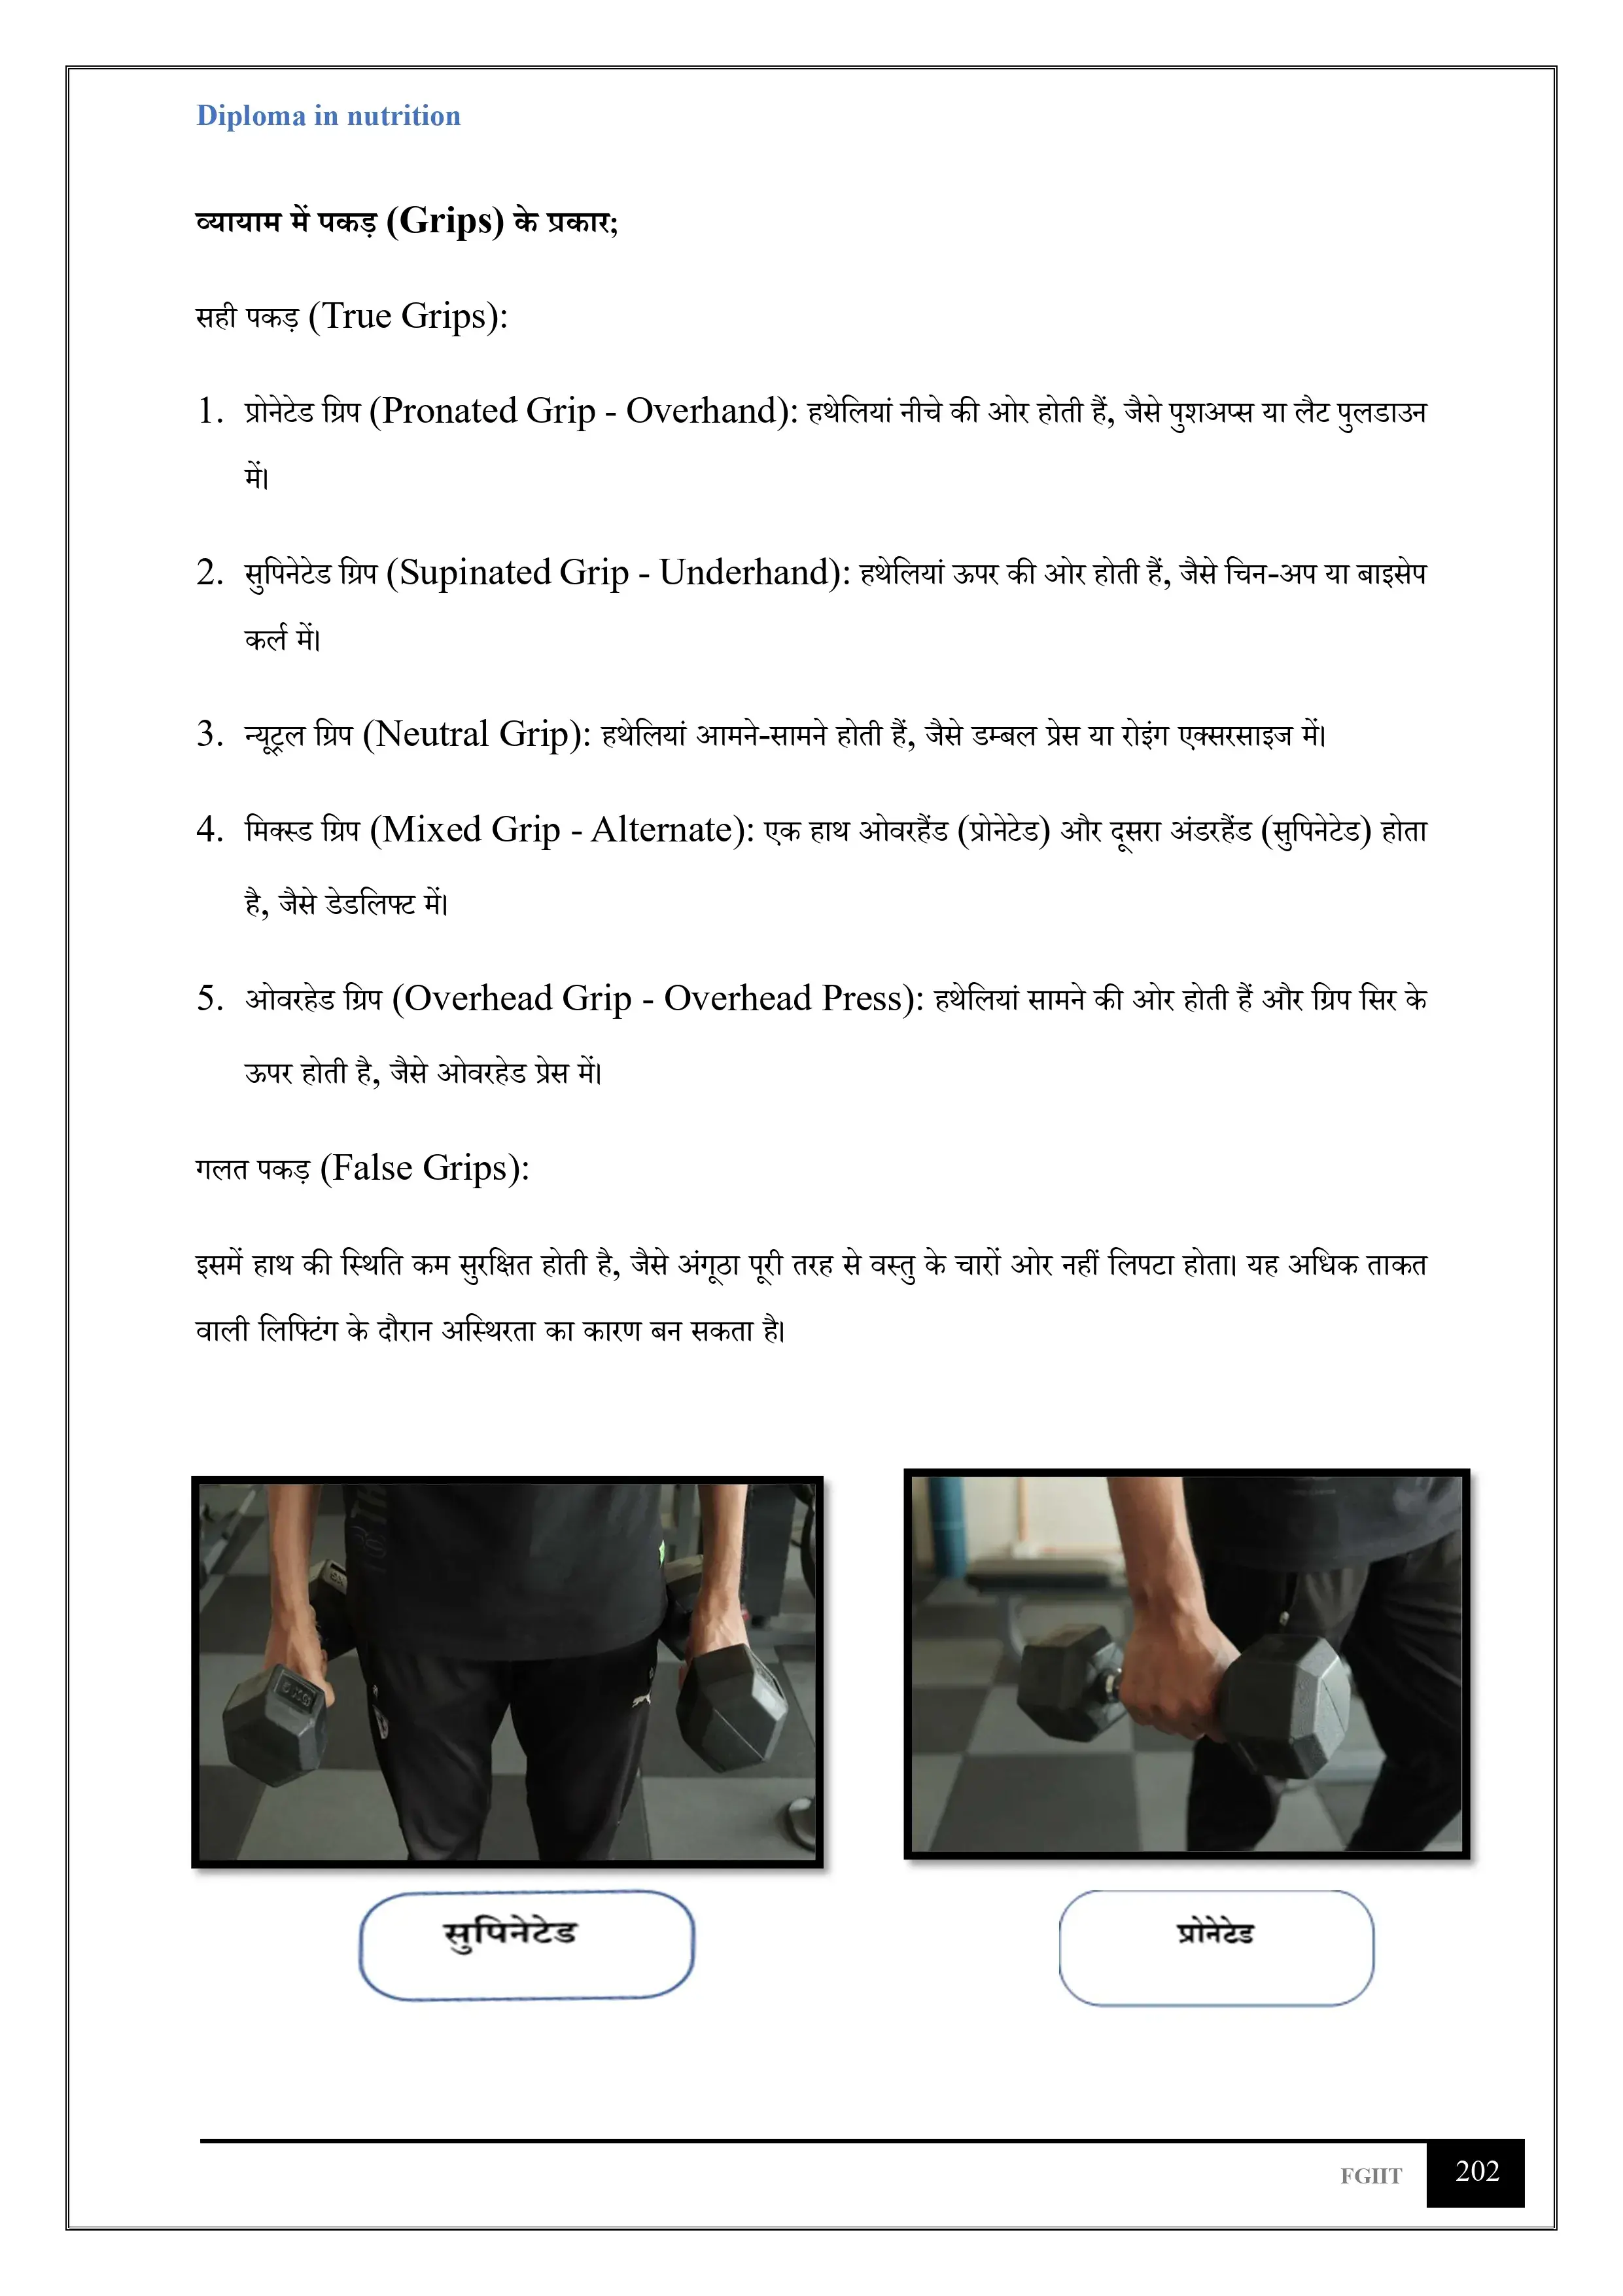 Diploma in nutrition
व्यायाम में पकड़ (Grips) के प्रकार;
सही पकड़ (True Grips):
1. प्रोनेटेड ग्रिप (Pronated Grip - Overhand): हथेलियां नीचे की ओर होती हैं, जैसे पुशअप्स या लैट पुलडाउन
में।
2. सुपिनेटेड ग्रिप (Supinated Grip - Underhand): हथेलियां ऊपर की ओर होती हैं, जैसे चिन-अप या बाइसेप
कर्ल में।
3. न्यूट्रल ग्रिप (Neutral Grip): हथेलियां आमने-सामने होती हैं, जैसे डम्बल प्रेस या रोइंग एक्सरसाइज में।
4. मिक्स्ड ग्रिप (Mixed Grip - Alternate): एक हाथ ओवरहैंड (प्रोनेटेड) और दूसरा अंडरहैंड (सुपिनेटेड) होता
है, जैसे डेडलिफ्ट में।
5. ओवरहेड ग्रिप (Overhead Grip - Overhead Press): हथेलियां सामने की ओर होती हैं और ग्रिप सिर के
ऊपर होती है, जैसे ओवरहेड प्रेस में।
गलत पकड़ (False Grips):
इसमें हाथ की स्थिति कम सुरक्षित होती है, जैसे अंगूठा पूरी तरह से वस्तु के चारों ओर नहीं लिपटा होता। यह अधिक ताकत
वाली लिफ्टिंग के दौरान अस्थिरता का कारण बन सकता है।
सुपिनेटेड
प्रोनेटेड
FGIIT 202